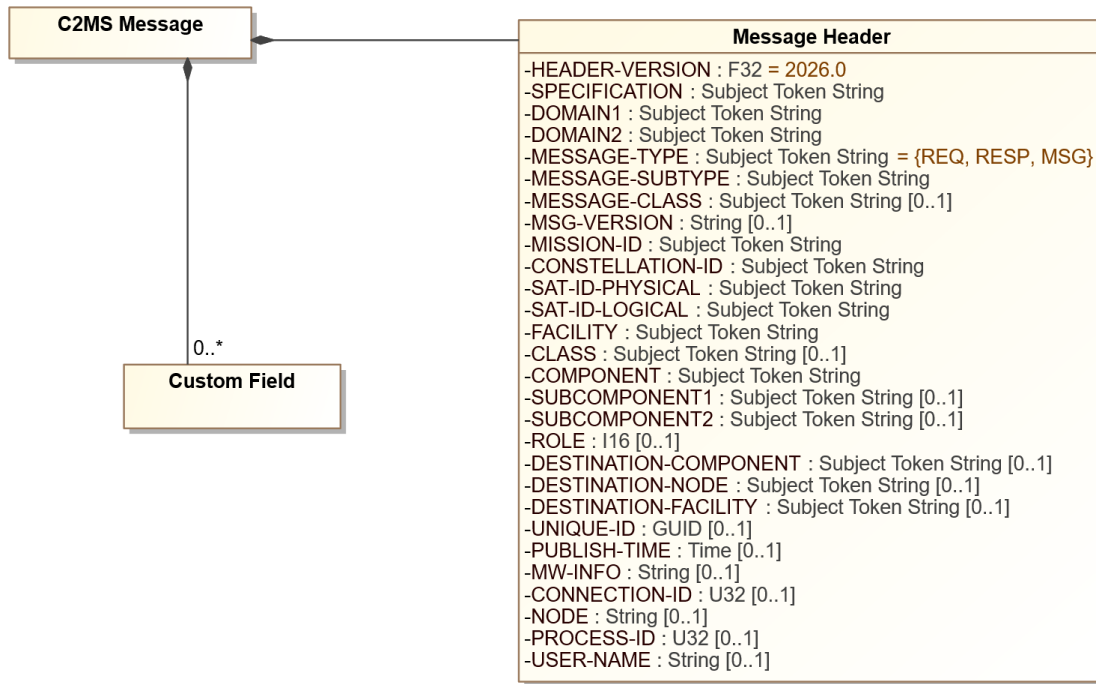 C2MS Message
Message Header
-HEADER-VERSION : F32 = 2026.0
-SPECIFICATION : Subject Token String
-DOMAIN1 : Subject Token String
-DOMAIN2 : Subject Token String
-MESSAGE-TYPE : Subject Token String = {REQ, RESP, MSG}
-MESSAGE-SUBTYPE : Subject Token String
-MESSAGE-CLASS : Subject Token String [0..1]
-MSG-VERSION : String [0..1]
-MISSION-ID : Subject Token String
-CONSTELLATION-ID : Subject Token String
-SAT-ID-PHYSICAL : Subject Token String
-SAT-ID-LOGICAL : Subject Token String
-FACILITY : Subject Token String
-CLASS : Subject Token String [0..1]
-COMPONENT : Subject Token String
-SUBCOMPONENT1 : Subject Token String [0..1]
-SUBCOMPONENT2 : Subject Token String [0..1]
-ROLE : I16 [0..1]
-DESTINATION-COMPONENT : Subject Token String [0..1]
-DESTINATION-NODE : Subject Token String [0..1]
-DESTINATION-FACILITY : Subject Token String [0..1]
-UNIQUE-ID : GUID [0..1]
-PUBLISH-TIME : Time [0..1]
-MW-INFO : String [0..1]
-CONNECTION-ID : U32 [0..1]
-NODE : String [0..1]
-PROCESS-ID : U32 [0..1]
-USER-NAME : String [0..1]
0..*
Custom Field